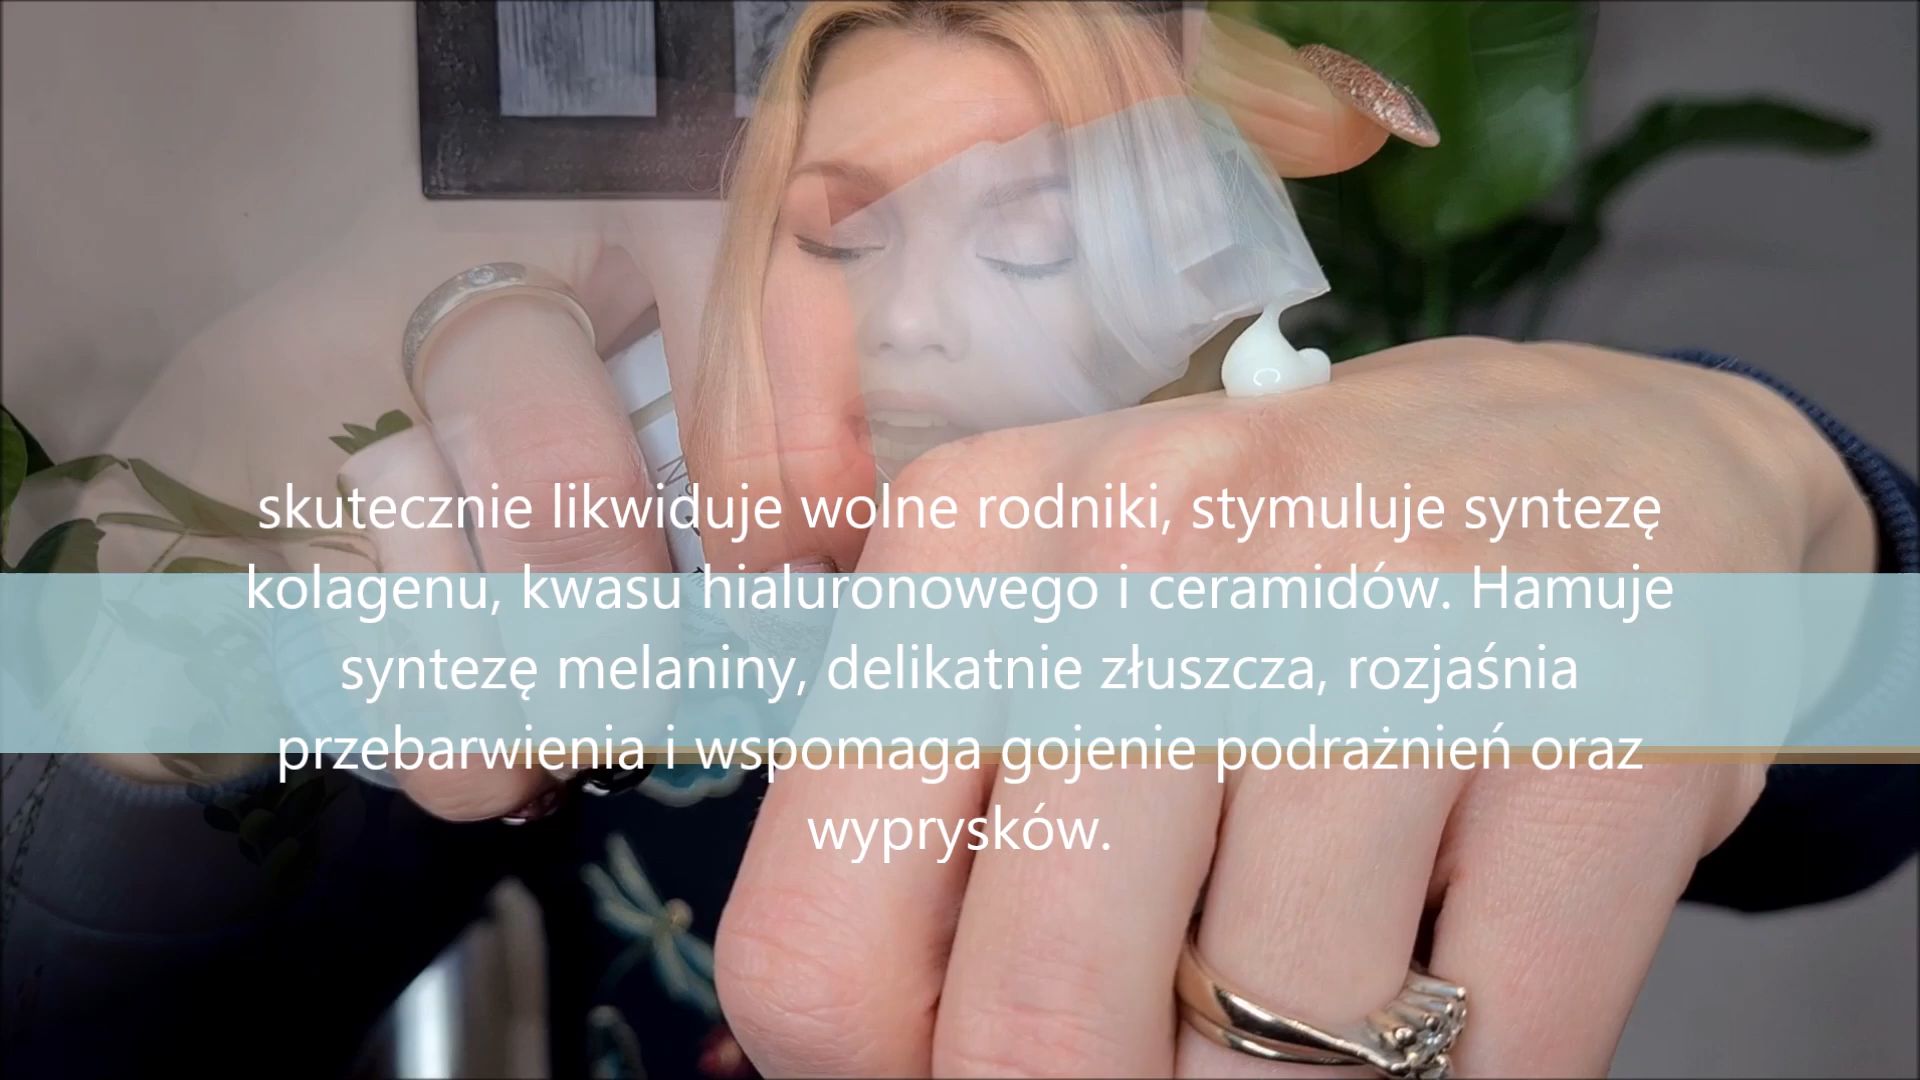 skutecznie likwiduje wolne rodniki, stymuluje syntezę
kolagenu, kwasu hialuronowego i ceramidów. Hamuje
syntezę melaniny, delikatnie złuszcza, rozjaśnia
przebarwienia i wspomaga gojenie podrażnień oraz
wyprysków.